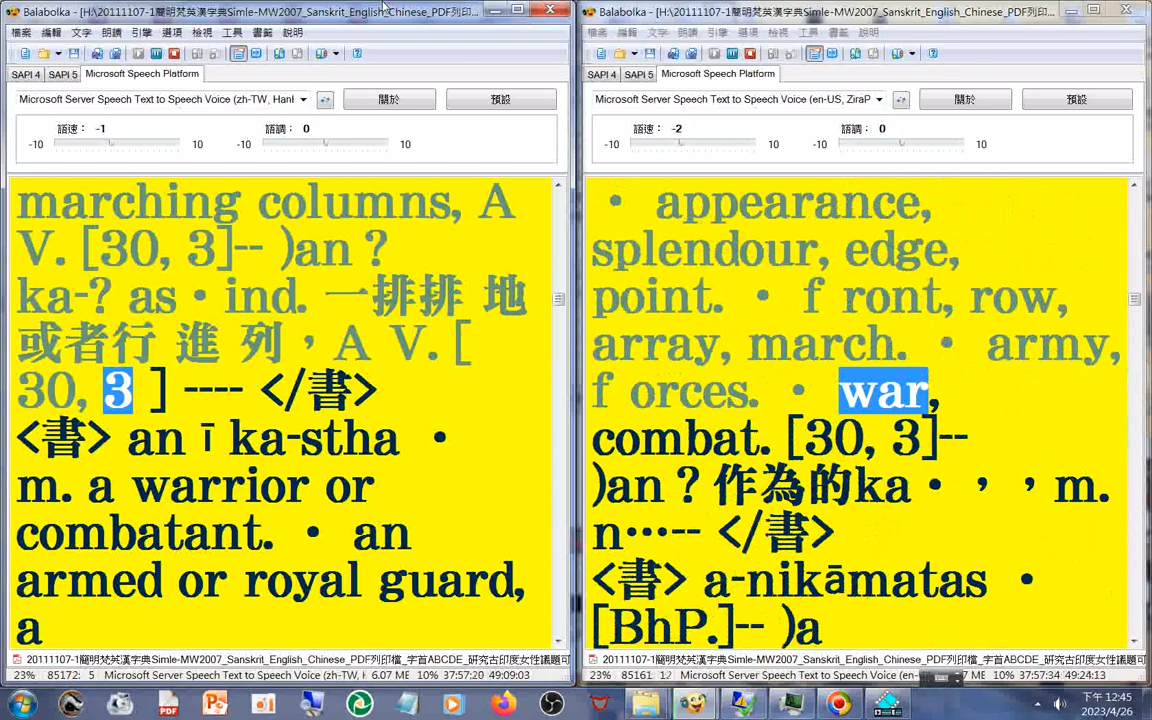 Balabolka - [H:\20111107-1簡明梵英漢字典Simle-MW2007_Sanskrit_English_Chinese_PDF列印...
檔案 編輯 文字 朗讀 引擎 選項 檢視 工具 書籤 說明
SAPI 4 SAPI 5 Microsoft Speech Platform
Microsoft Server Speech Text to Speech Voice (zh-TW, Hanl
關於 預設
語速： -1 語調： 0
-10 10 -10 10
marching columns, A
V. [30, 3]-- )an ?
ka-? as • ind. 一排排 地
或者行 進 列，A V. [
30, 3 ] ---- </書>
<書> an ī ka-stha •
m. a warrior or
combatant. • an
armed or royal guard,
a
20111107-1簡明梵英漢字典Simle-MW2007_Sanskrit_English_Chinese_PDF列印檔_字首ABCDE_研究古印度女性議題可
23% 85172: 5 Microsoft Server Speech Text to Speech Voice (zh-TW, H 6.07 MB 37:57:20 49:09:03
Balabolka - [H:\20111107-1簡明梵英漢字典Simle-MW2007_Sanskrit_English_Chinese_PDF列印...
檔案 編輯 文字 朗讀 引擎 選項 檢視 工具 書籤 說明
SAPI 4 SAPI 5 Microsoft Speech Platform
Microsoft Server Speech Text to Speech Voice (en-US, ZiraP
關於 預設
語速： -2 語調： 0
-10 10 -10 10
• appearance,
splendour, edge,
point. • f ront, row,
array, march. • army,
f orces. • war,
combat. [30, 3]--
)an ? 作為的ka •，，m.
n…-- </書>
<書> a-nikāmatas •
[BhP.]-- )a
20111107-1簡明梵英漢字典Simle-MW2007_Sanskrit_English_Chinese_PDF列印檔_字首ABCDE_研究古印度女性議題可
23% 85161: 12 Microsoft Server Speech Text to Speech Voice (en-U 37:57:34 49:24:13
10%
下午 12:45
2023/4/26